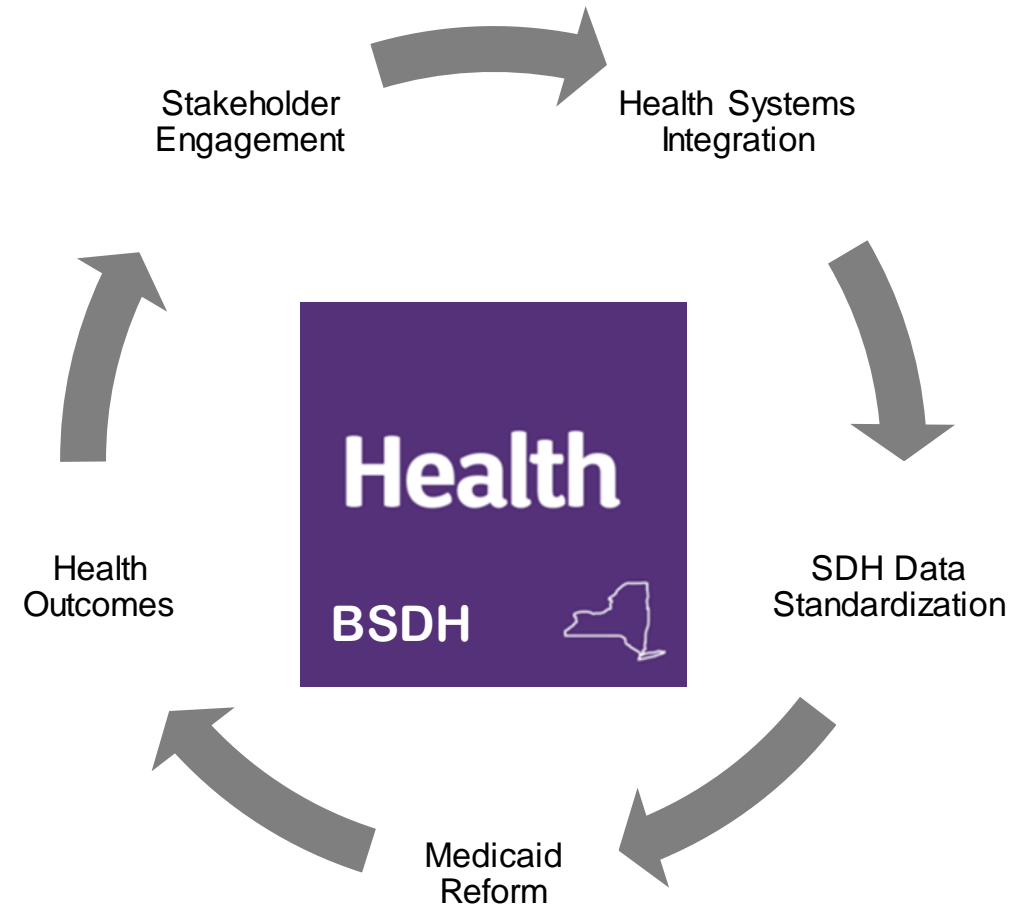 Stakeholder
Engagement
Health Systems
Integration
SDH Data
Standardization
Medicaid
Reform
Health
Outcomes
Health
BSDH